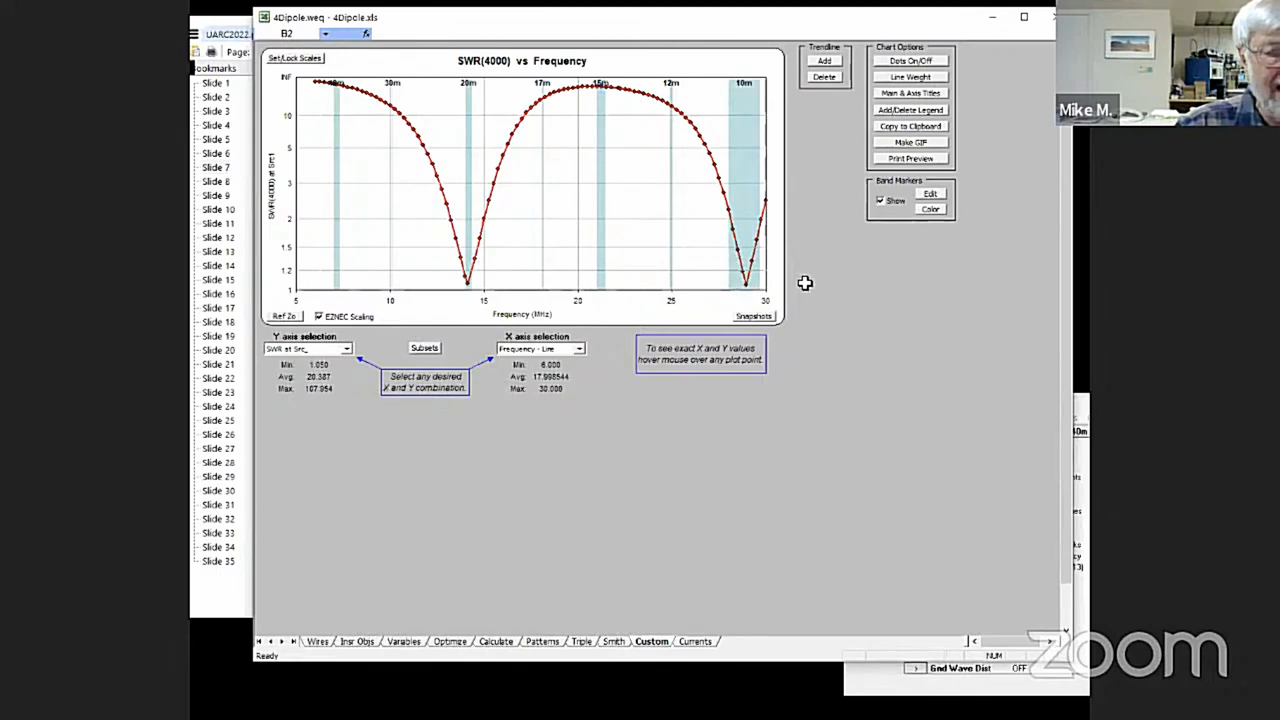 4Dipole.weq - 4Dipole.xls
UARC2022.
B2
fx
Page:
ookmarks
Slide 1
Slide 2
Slide 3
Slide 4
Slide 5
Slide 6
Slide 7
Slide 8
Slide 9
Slide 10
Slide 11
Slide 12
Slide 13
Slide 14
Slide 15
Slide 16
Slide 17
Slide 18
Slide 19
Slide 20
Slide 21
Slide 22
Slide 23
Slide 24
Slide 25
Slide 26
Slide 27
Slide 28
Slide 29
Slide 30
Slide 31
Slide 32
Slide 33
Slide 34
Slide 35
Set/Lock Scales
SWR(4000) vs Frequency
INF
10
5
3
2
1.5
1.2
1
SWR(4000) at Src1
30m
20m
17m
15m
12m
10m
5
10
15
20
25
30
Frequency (MHz)
Ref Zo
EZNEC Scaling
Snapshots
Trendline
Add
Delete
Chart Options
Dots On/Off
Line Weight
Main & Axis Titles
Add/Delete Legend
Copy to Clipboard
Make GIF
Print Preview
Band Markers
Show
Edit
Color
Y axis selection
SWR at Src_
Min: 1.050
Avg: 20.387
Max: 107.954
Subsets
Select any desired
X and Y combination.
X axis selection
Frequency - Line
Min: 6.000
Avg: 17.998544
Max: 30.000
To see exact X and Y values
hover mouse over any plot point.
Wires
Insr Objs
Variables
Optimize
Calculate
Patterns
Triple
Smith
Custom
Currents
Ready
NUM
Gnd Wave Dist
OFF
Mike M.
zoom